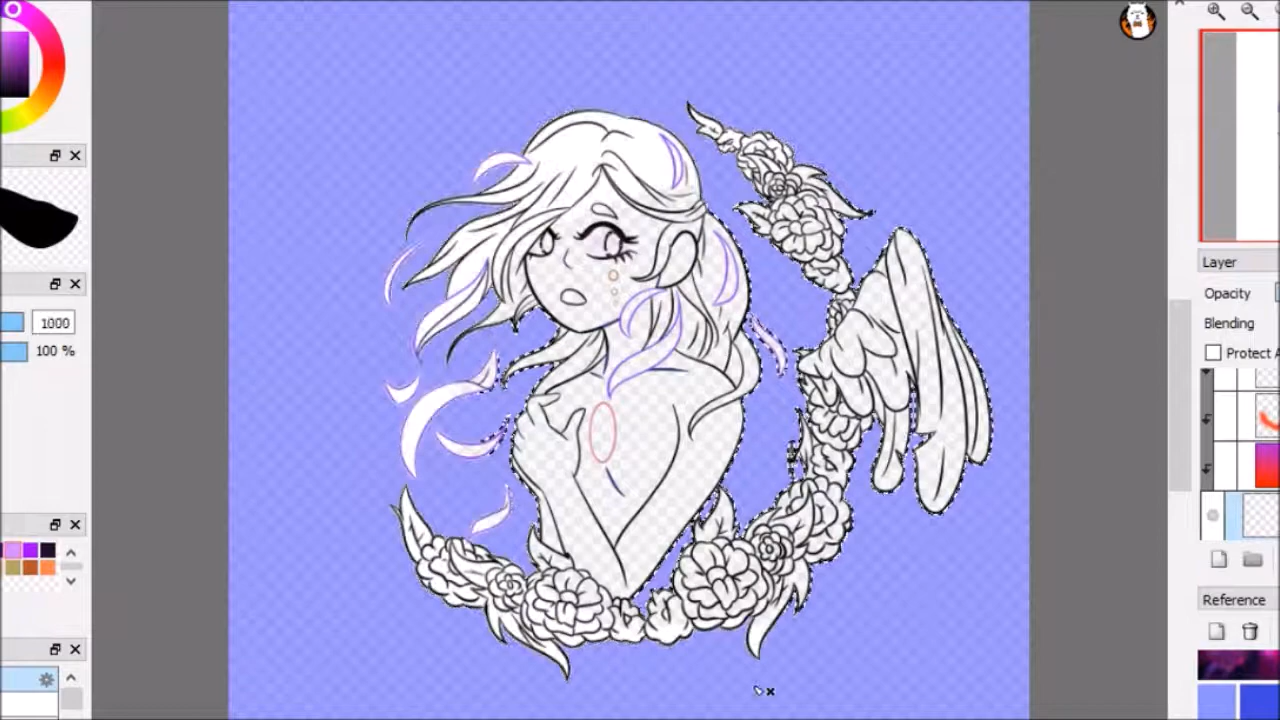 1000
100 %
Layer
Opacity
Blending
Protect A
Reference